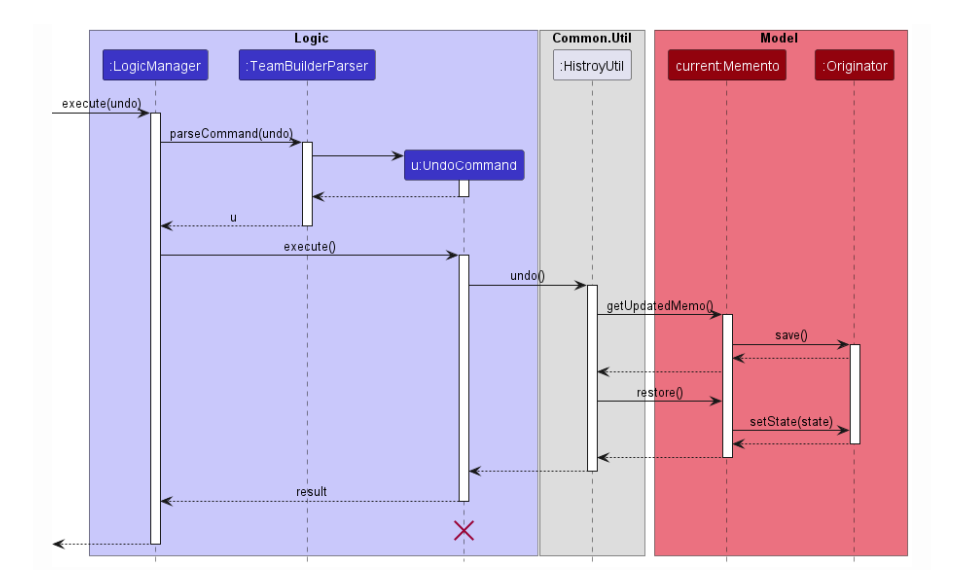 Logic
Common.Util
Model
:LogicManager
:TeamBuilderParser
:HistroyUtil
current:Memento
:Originator
execute(undo)
parseCommand(undo)
u:UndoCommand
u
execute()
undo()
getUpdatedMemo()
save()
restore()
setState(state)
result